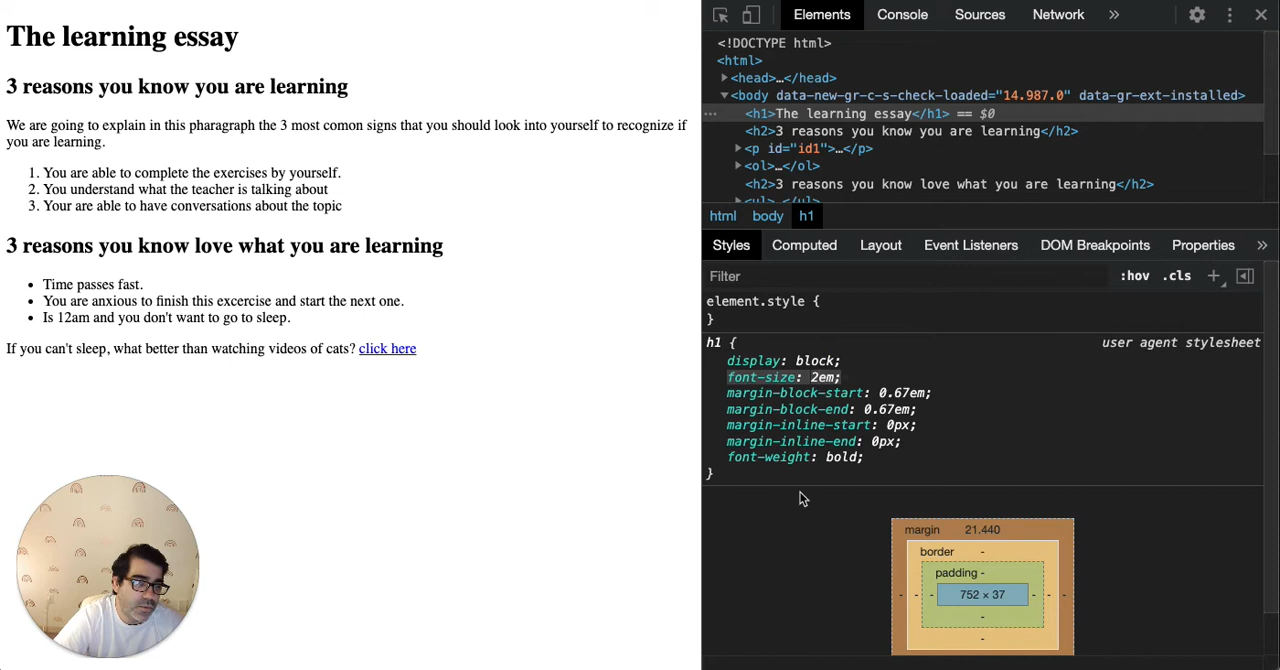 The learning essay
3 reasons you know you are learning
We are going to explain in this pharagraph the 3 most comon signs that you should look into yourself to recognize if
you are learning.
1. You are able to complete the exercises by yourself.
2. You understand what the teacher is talking about
3. Your are able to have conversations about the topic
3 reasons you know love what you are learning
• Time passes fast.
• You are anxious to finish this excercise and start the next one.
• Is 12am and you don't want to go to sleep.
If you can't sleep, what better than watching videos of cats? click here
Elements Console Sources Network »
<!DOCTYPE html>
<html>
▶<head>…</head>
▼<body data-new-gr-c-s-check-loaded="14.987.0" data-gr-ext-installed>
… <h1>The learning essay</h1> == $0
<h2>3 reasons you know you are learning</h2>
▶<p id="id1">…</p>
▶<ol>…</ol>
<h2>3 reasons you know love what you are learning</h2>
▶<ul>…</ul>
html body h1
Styles Computed Layout Event Listeners DOM Breakpoints Properties »
Filter :hov .cls +
element.style {
}
h1 { user agent stylesheet
display: block;
font-size: 2em;
margin-block-start: 0.67em;
margin-block-end: 0.67em;
margin-inline-start: 0px;
margin-inline-end: 0px;
font-weight: bold;
}
margin 21.440
border -
padding -
- - - 752 × 37 - - -
-
-